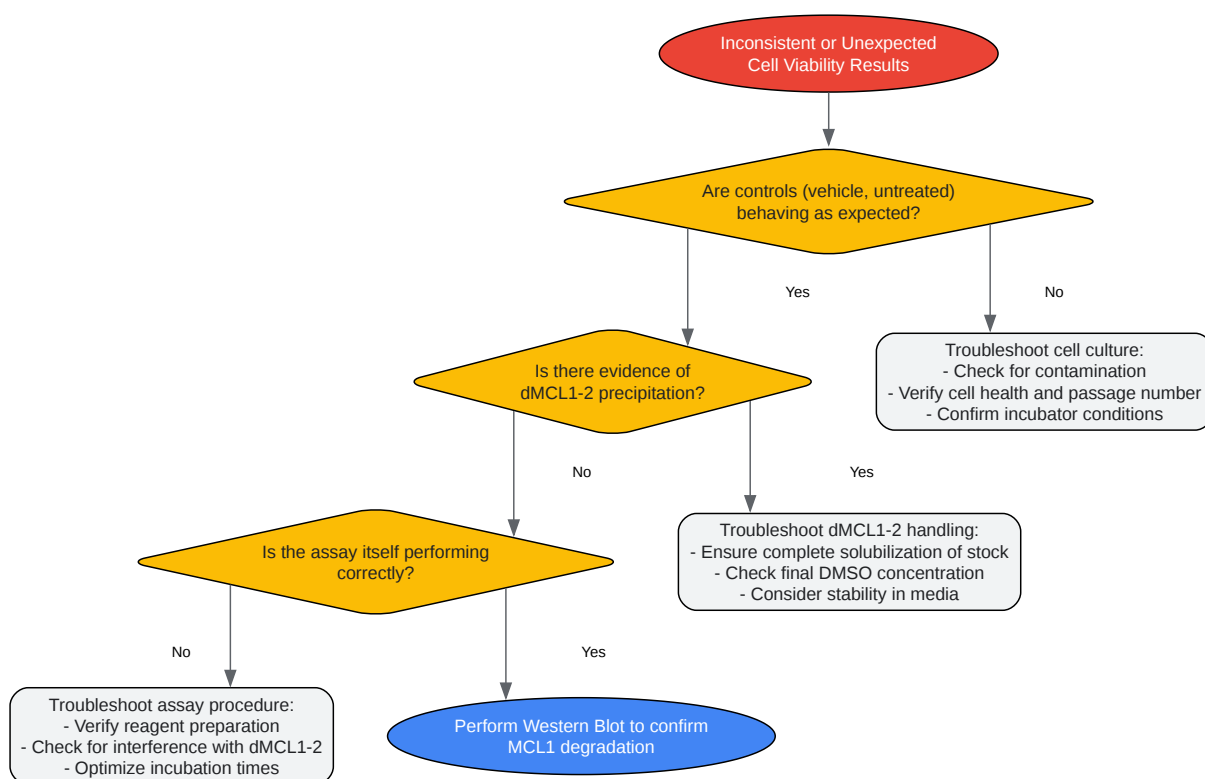 Inconsistent or Unexpected
Cell Viability Results
Are controls (vehicle, untreated)
behaving as expected?
Yes
No
Is there evidence of
dMCL1-2 precipitation?
Troubleshoot cell culture:
- Check for contamination
- Verify cell health and passage number
- Confirm incubator conditions
No
Yes
Is the assay itself performing
correctly?
Troubleshoot dMCL1-2 handling:
- Ensure complete solubilization of stock
- Check final DMSO concentration
- Consider stability in media
No
Yes
Troubleshoot assay procedure:
- Verify reagent preparation
- Check for interference with dMCL1-2
- Optimize incubation times
Perform Western Blot to confirm
MCL1 degradation